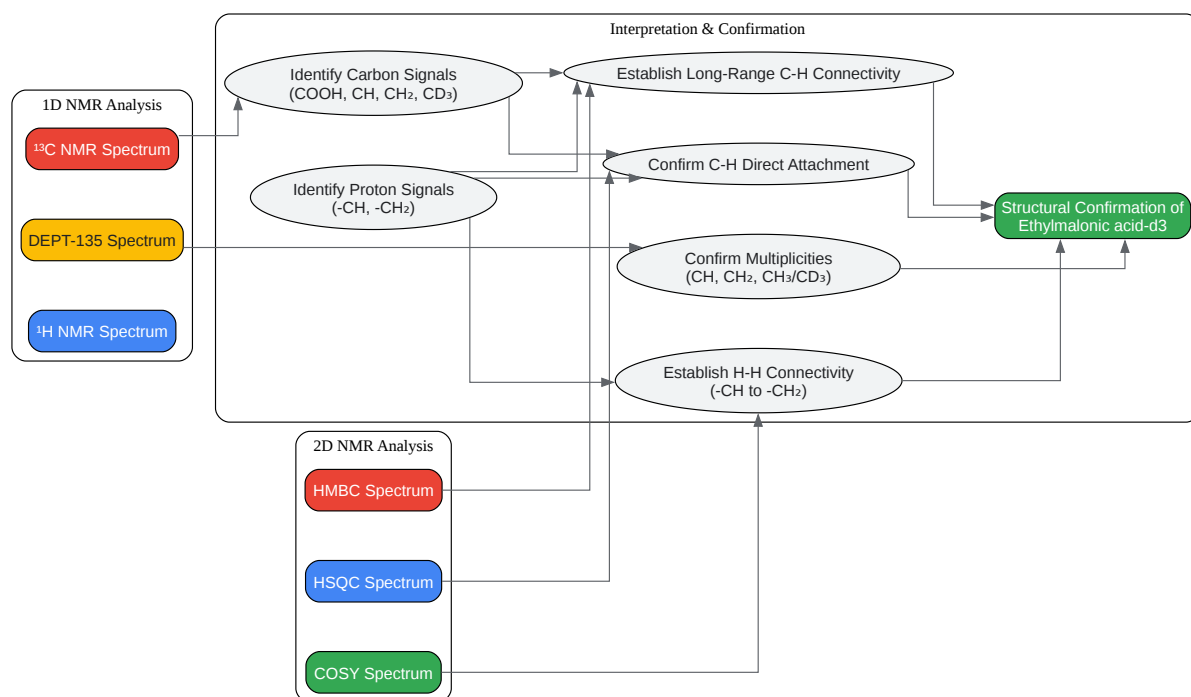 Interpretation & Confirmation
Identify Carbon Signals
(COOH, CH, CH₂, CD₃)
Establish Long-Range C-H Connectivity
1D NMR Analysis
¹³C NMR Spectrum
Confirm C-H Direct Attachment
Identify Proton Signals
(-CH, -CH₂)
Structural Confirmation of
Ethylmalonic acid-d3
DEPT-135 Spectrum
Confirm Multiplicities
(CH, CH₂, CH₃/CD₃)
¹H NMR Spectrum
Establish H-H Connectivity
(-CH to -CH₂)
2D NMR Analysis
HMBC Spectrum
HSQC Spectrum
COSY Spectrum